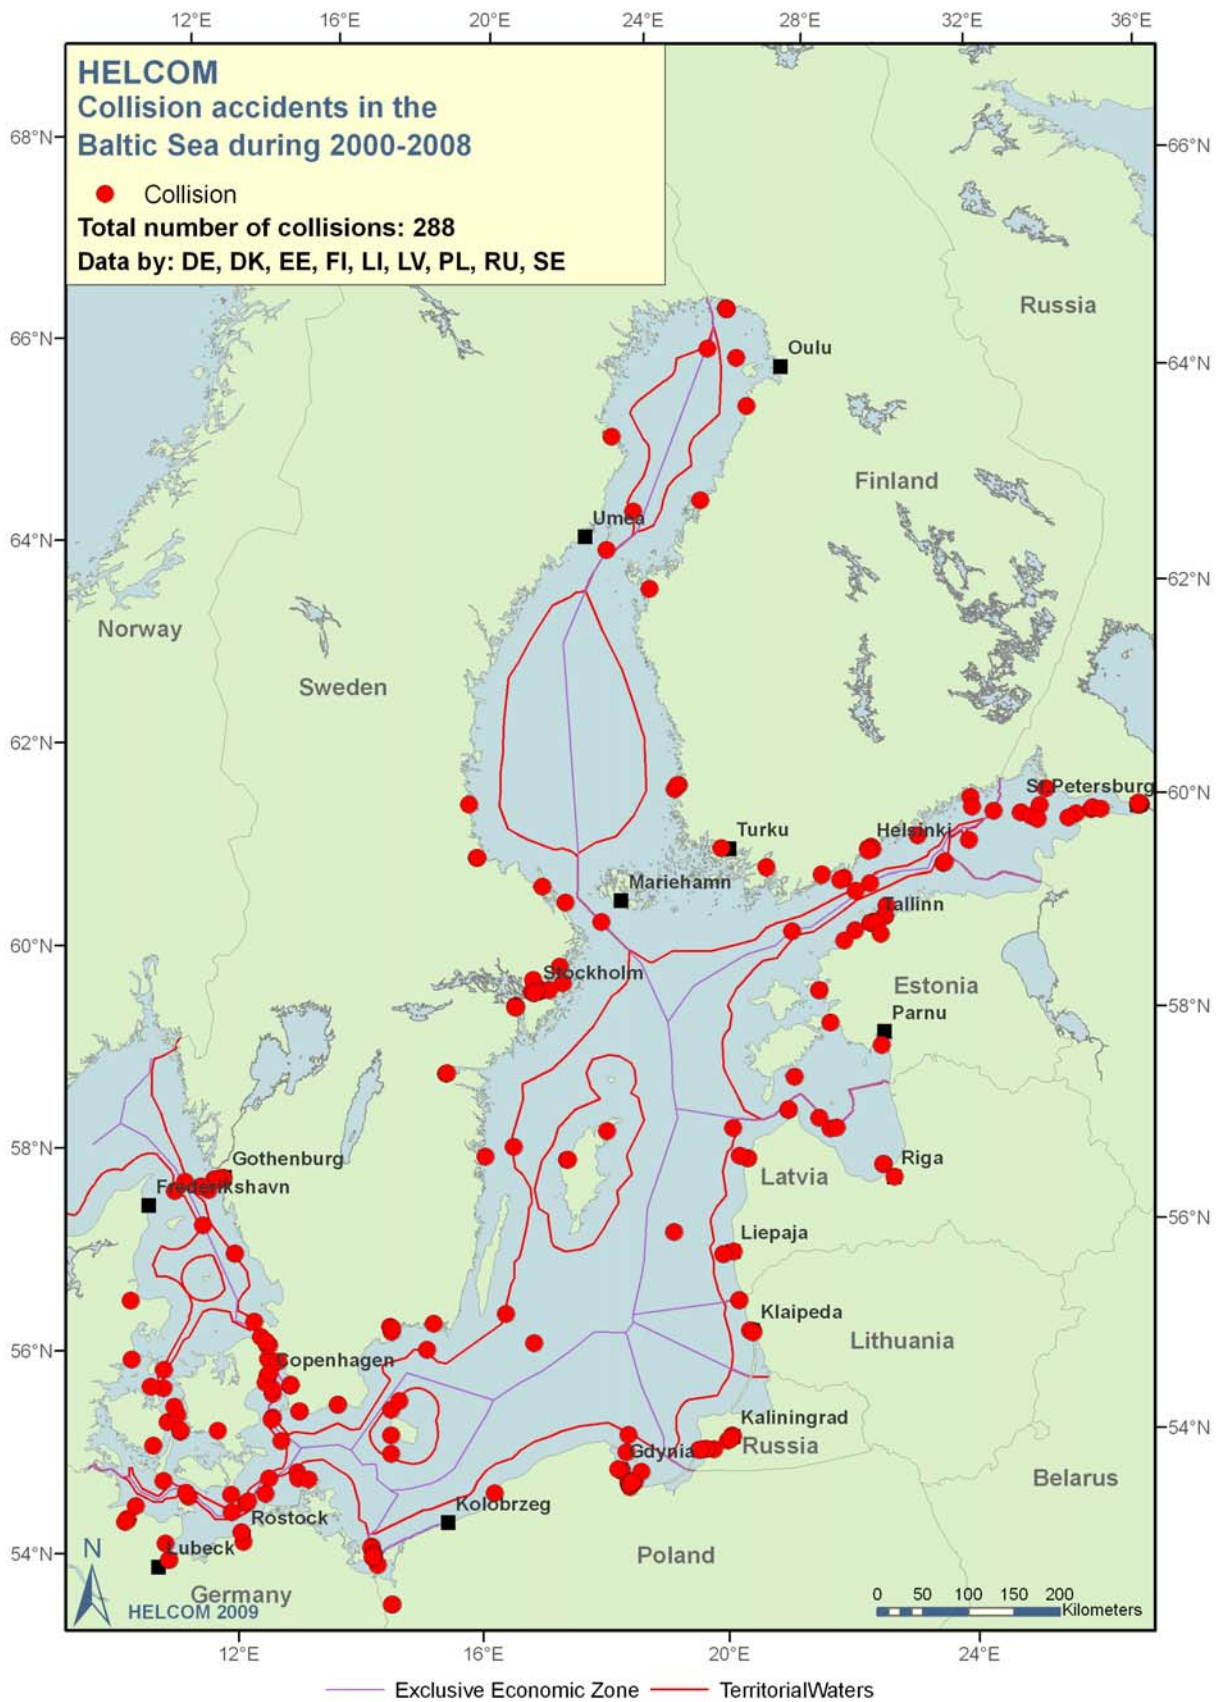 12°E 16°E 20°E 24°E 28°E 32°E 36°E
HELCOM
Collision accidents in the
Baltic Sea during 2000-2008
Collision
Total number of collisions: 288
Data by: DE, DK, EE, FI, LI, LV, PL, RU, SE
68°N
66°N
Russia
66°N
Oulu
64°N
Finland
Umea
64°N
62°N
Norway
Sweden
62°N
St.Petersburg
60°N
Turku
Helsinki
Mariehamn
Tallinn
60°N
Stockholm
Estonia
58°N
Parnu
58°N
Gothenburg
Riga
Latvia
Frederikshavn
56°N
Liepaja
Klaipeda
Lithuania
56°N
Copenhagen
Kaliningrad
54°N
Russia
Gdynia
Belarus
Kolobrzeg
Rostock
Lubeck
54°N
Poland
N
Germany
HELCOM 2009
0 50 100 150 200
Kilometers
12°E 16°E 20°E 24°E
Exclusive Economic Zone TerritorialWaters